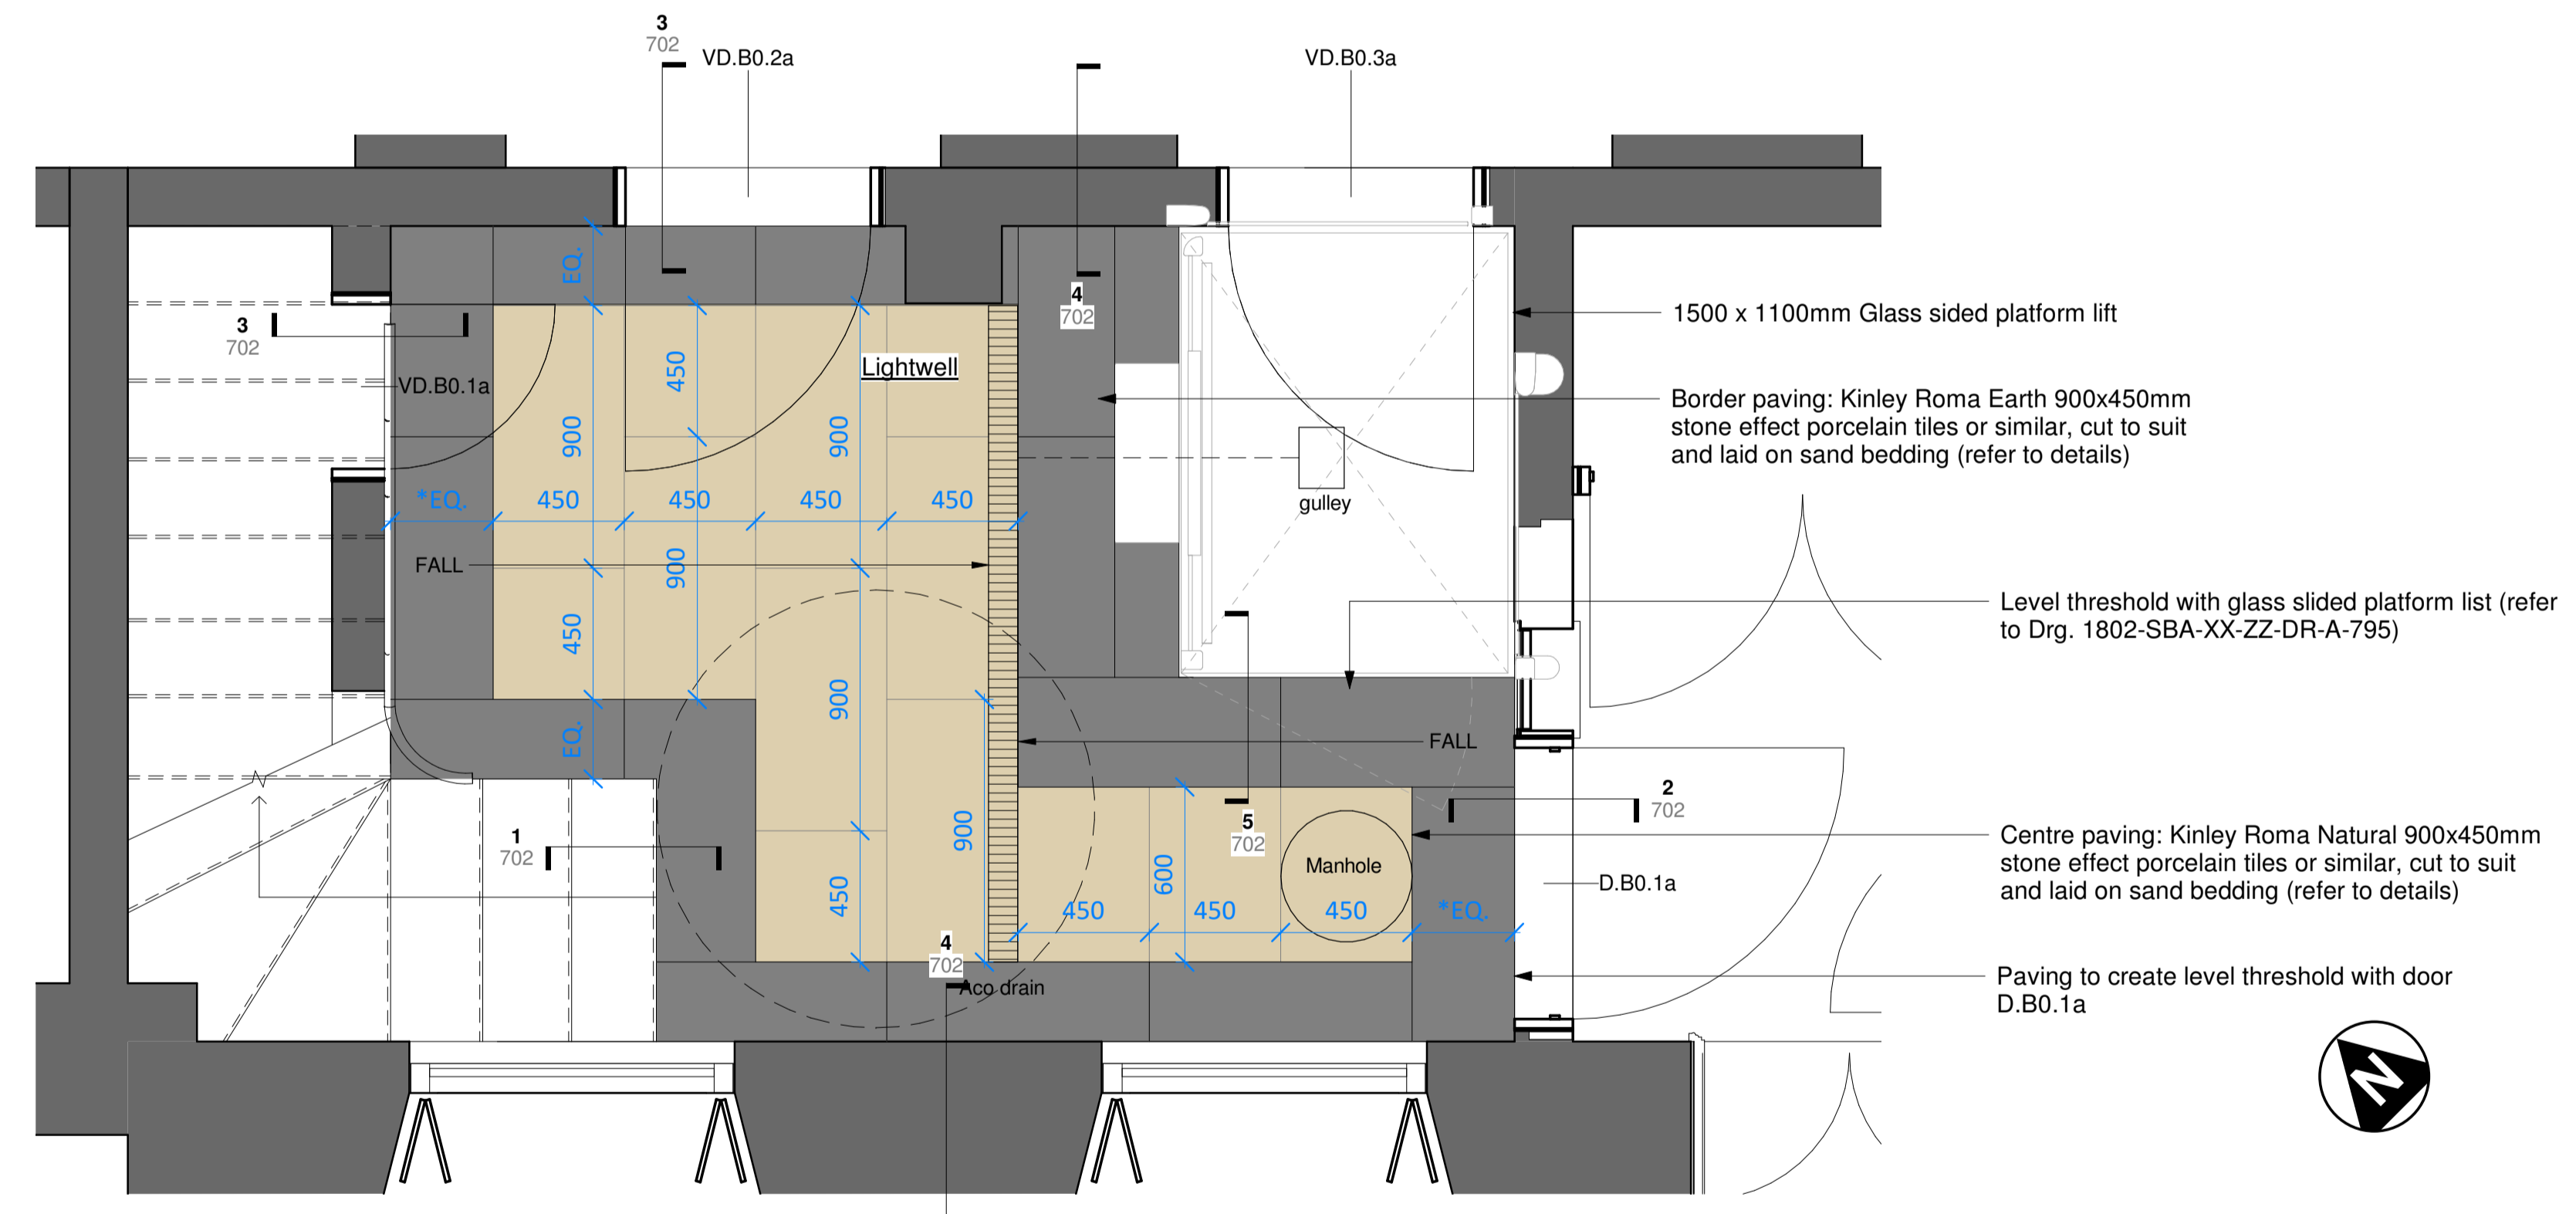 3
702
VD.B0.2a
VD.B0.3a
EQ.
4
702
3
702
1500 x 1100mm Glass sided platform lift
Lightwell
450
VD.B0.1a
Border paving: Kinley Roma Earth 900x450mm
stone effect porcelain tiles or similar, cut to suit
and laid on sand bedding (refer to details)
900
900
*EQ.
450
450
450
450
gulley
FALL
900
Level threshold with glass slided platform list (refer
to Drg. 1802-SBA-XX-ZZ-DR-A-795)
450
900
EQ.
FALL
2
702
1
702
5
702
900
600
Manhole
Centre paving: Kinley Roma Natural 900x450mm
stone effect porcelain tiles or similar, cut to suit
and laid on sand bedding (refer to details)
D.B0.1a
450
450
450
450
*EQ.
4
702
Aco drain
Paving to create level threshold with door
D.B0.1a
N